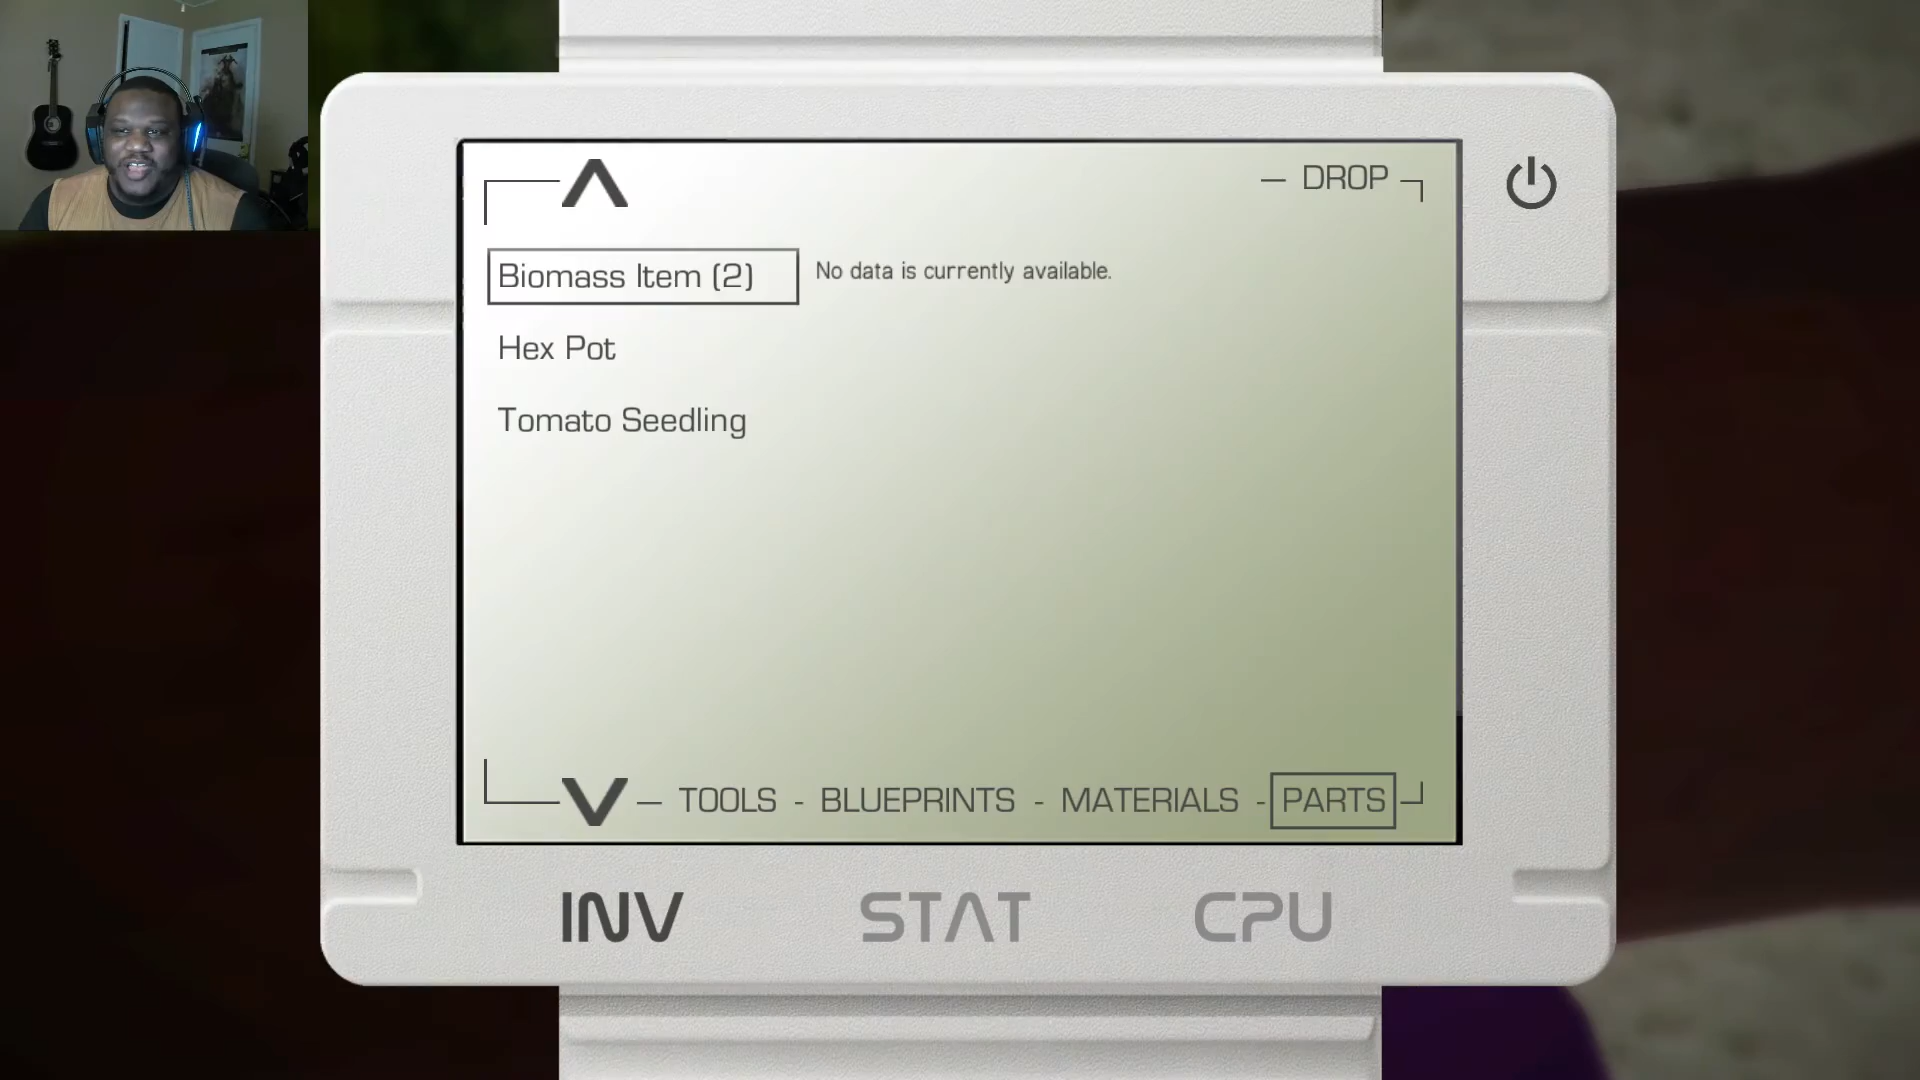 — DROP
Biomass Item (2)
No data is currently available.
Hex Pot
Tomato Seedling
— TOOLS - BLUEPRINTS - MATERIALS - PARTS
INV STAT CPU